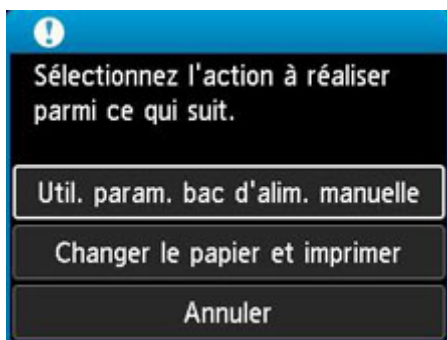 Sélectionnez l'action à réaliser
parmi ce qui suit.
Util. param. bac d'alim. manuelle
Changer le papier et imprimer
Annuler